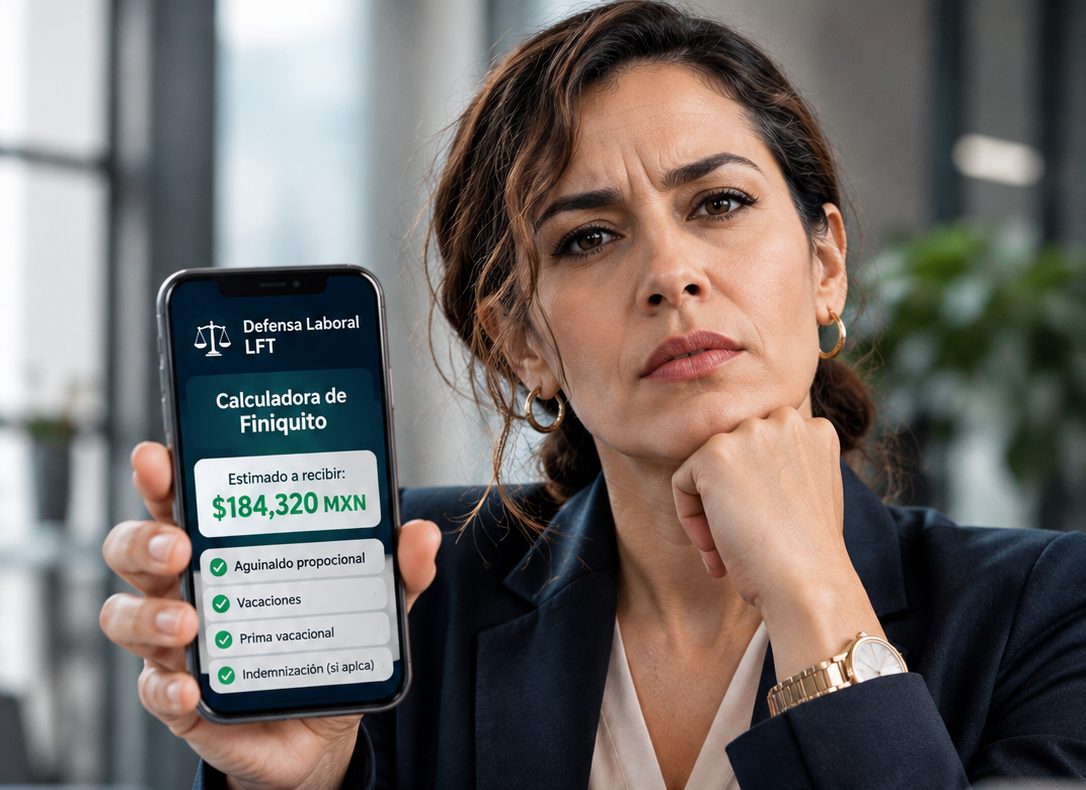 Defensa Laboral
LFT
Calculadora de
Finiquito
Estimado a recibir:
$184,320 MXN
Aguinaldo propocional
Vacaciones
Prima vacacional
Indemnización (si aplca)